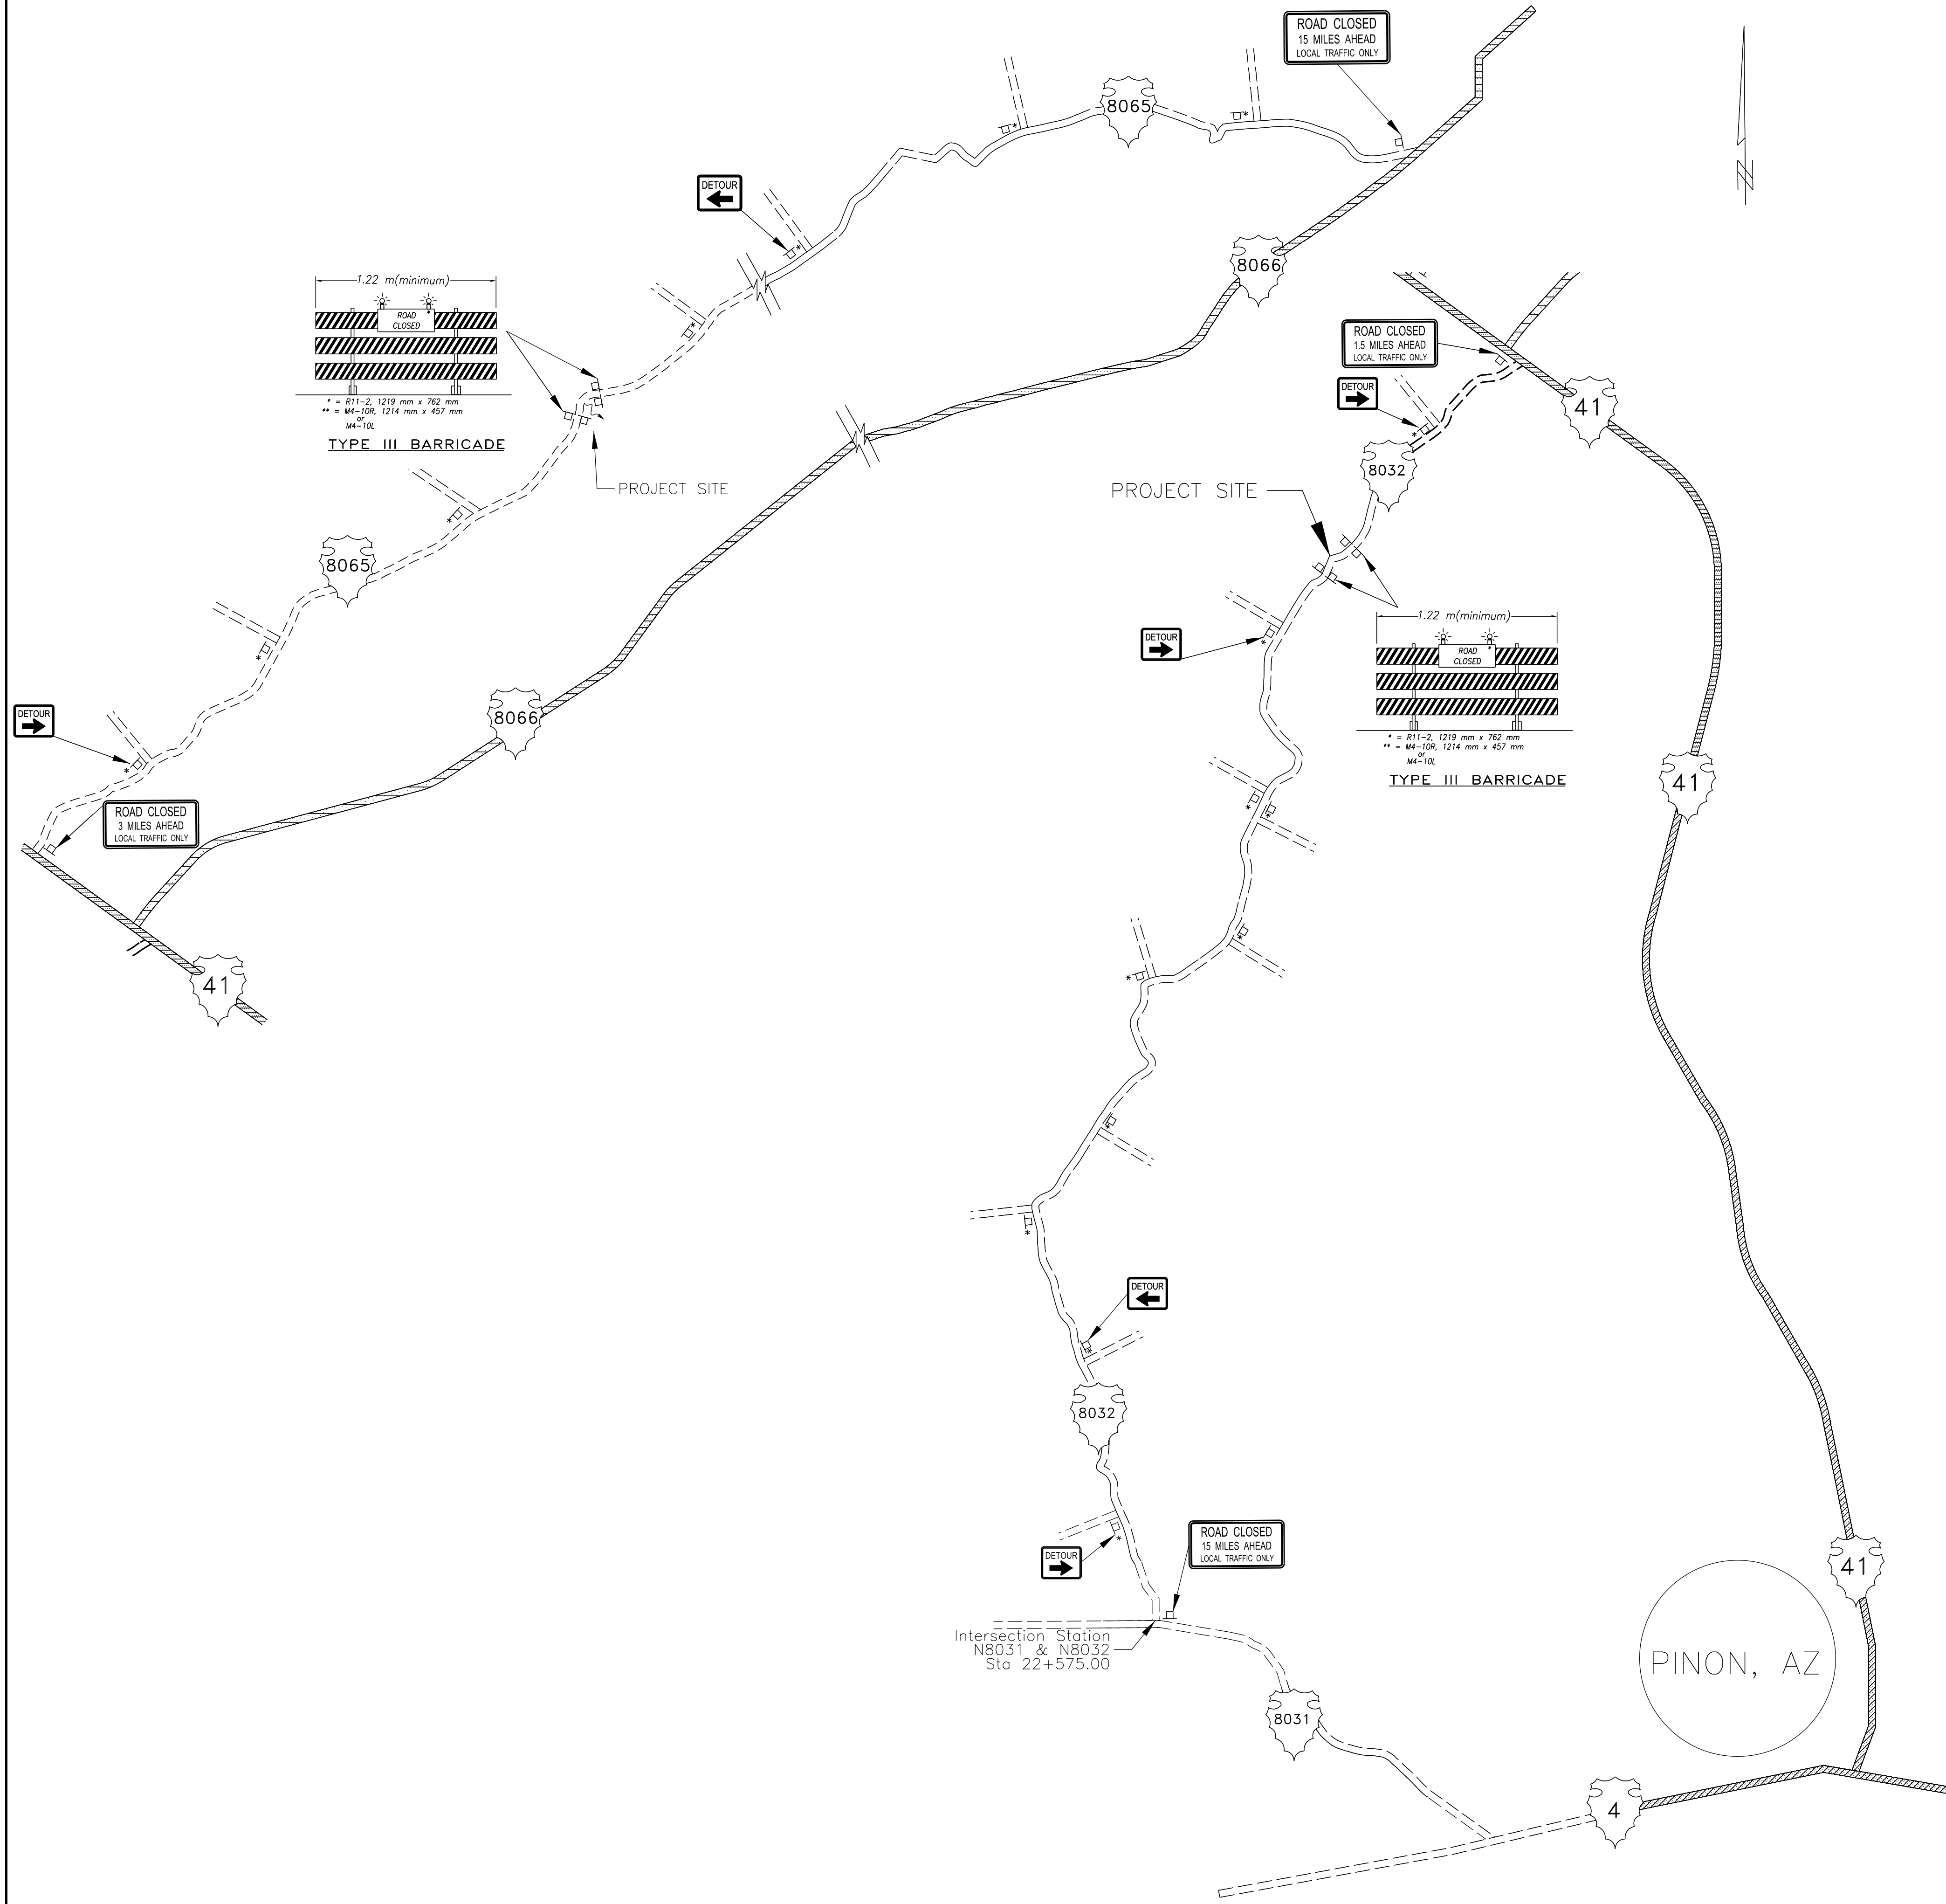 ROAD CLOSED
15 MILES AHEAD
LOCAL TRAFFIC ONLY
8065
N
DETOUR
8066
1.22 m(minimum)
ROAD *
CLOSED
* = R11-2, 1219 mm x 762 mm
** = M4-10R, 1214 mm x 457 mm
or
M4-10L
TYPE III BARRICADE
ROAD CLOSED
1.5 MILES AHEAD
LOCAL TRAFFIC ONLY
DETOUR
41
8032
PROJECT SITE
PROJECT SITE
8065
DETOUR
1.22 m(minimum)
ROAD *
CLOSED
* = R11-2, 1219 mm x 762 mm
** = M4-10R, 1214 mm x 457 mm
or
M4-10L
TYPE III BARRICADE
8066
DETOUR
41
ROAD CLOSED
3 MILES AHEAD
LOCAL TRAFFIC ONLY
41
DETOUR
8032
ROAD CLOSED
15 MILES AHEAD
LOCAL TRAFFIC ONLY
DETOUR
41
Intersection Station
N8031 & N8032
Sta 22+575.00
PINON, AZ
8031
4